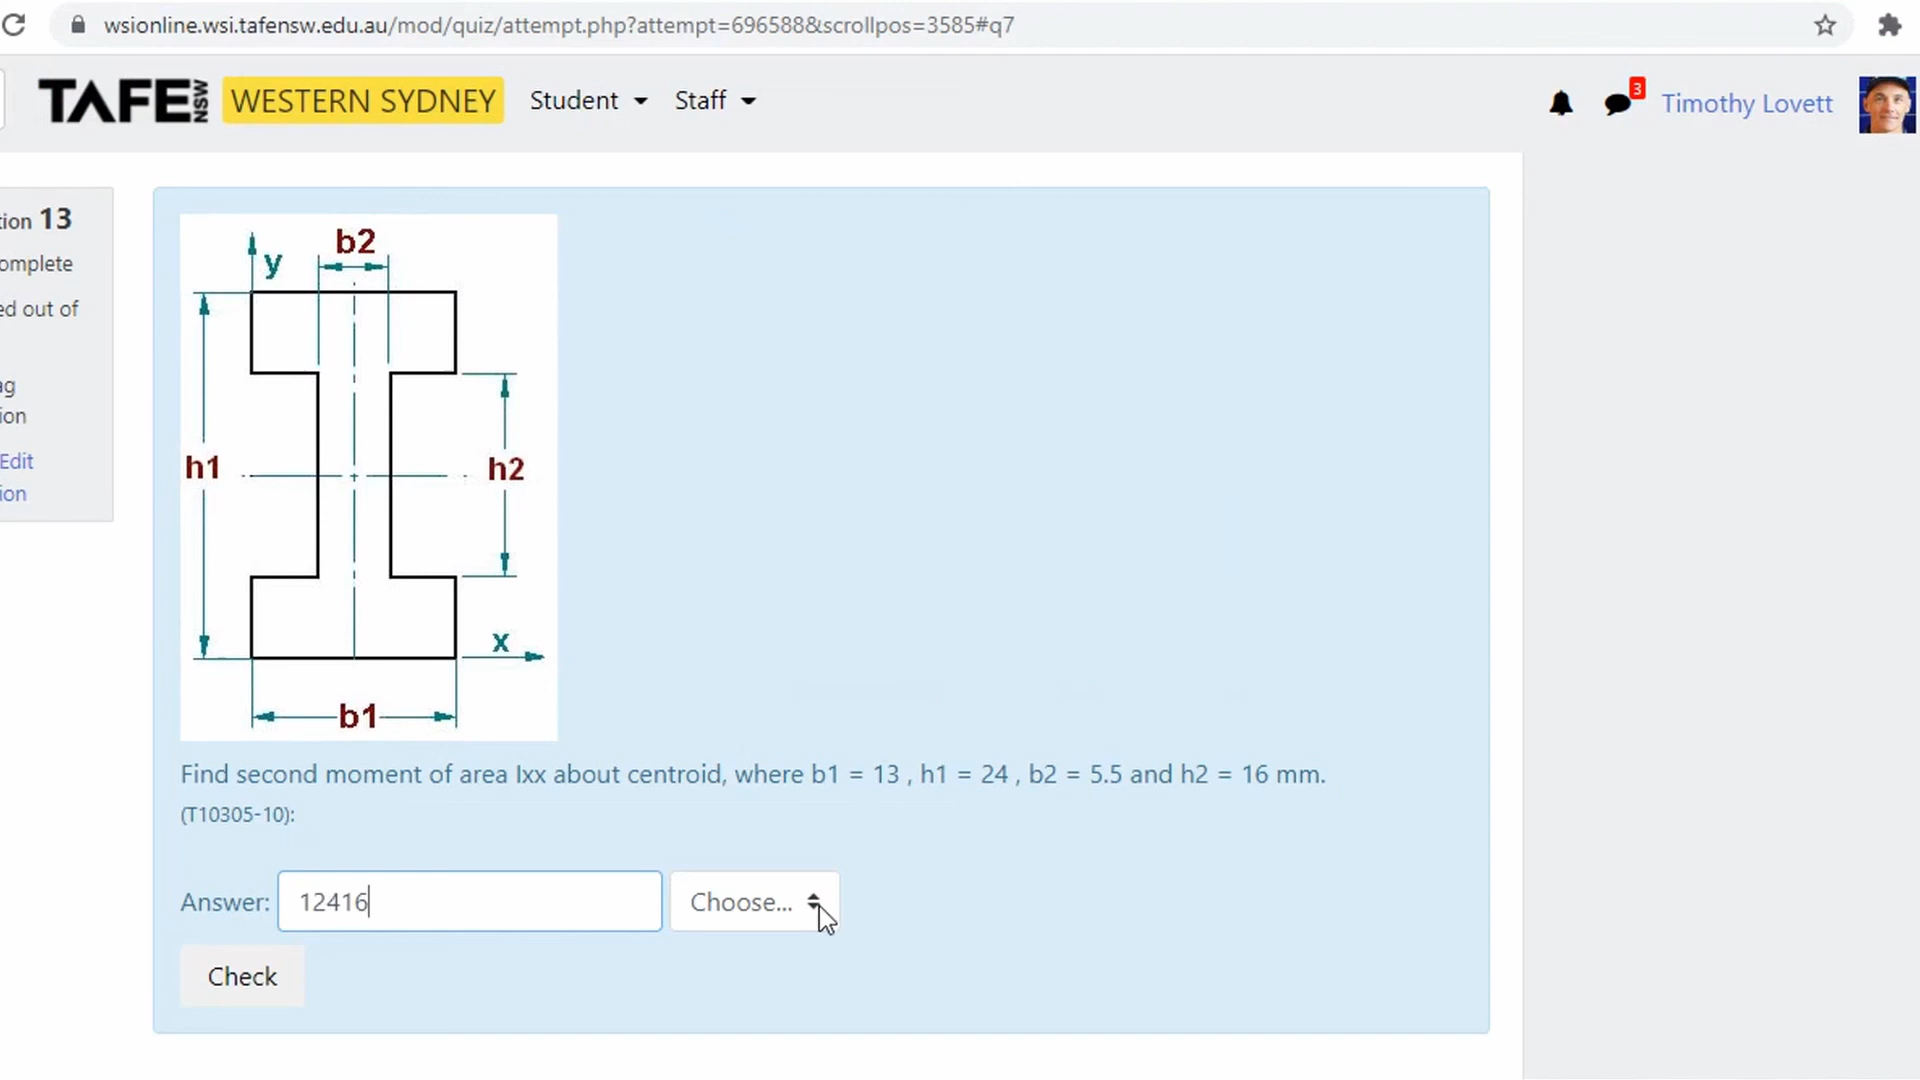 wsionline.wsi.tafensw.edu.au/mod/quiz/attempt.php?attempt=696588&scrollpos=3585#q7
TAFE NSW WESTERN SYDNEY Student Staff 3 Timothy Lovett
tion 13
omplete
ed out of
ag
ion
Edit
ion
b2
y
h1
h2
x
b1
Find second moment of area Ixx about centroid, where b1 = 13 , h1 = 24 , b2 = 5.5 and h2 = 16 mm.
(T10305-10):
Answer: 12416 Choose...
Check